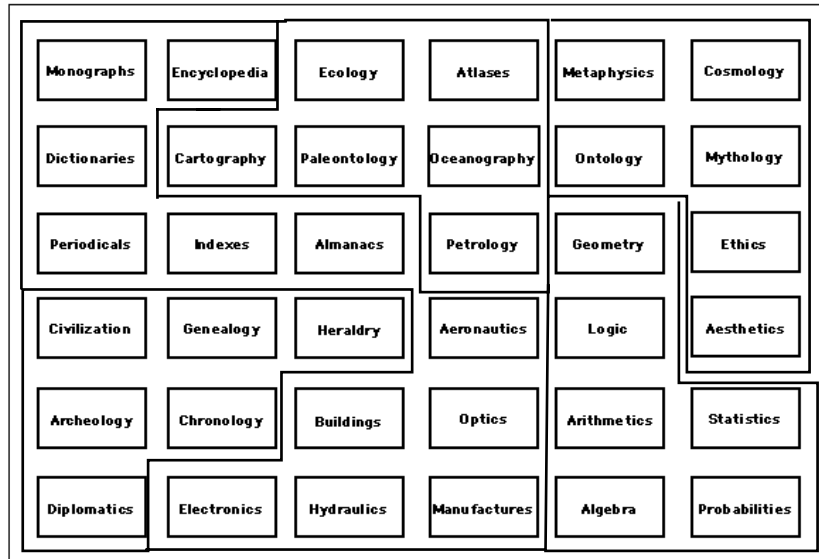 Monographs
Encyclopedia
Ecology
Atlases
Metaphysics
Cosmology
Dictionaries
Cartography
Paleontology
Oceanography
Ontology
Mythology
Periodicals
Indexes
Almanacs
Petrology
Geometry
Ethics
Civilization
Genealogy
Heraldry
Aeronautics
Logic
Aesthetics
Archeology
Chronology
Buildings
Optics
Arithmetics
Statistics
Diplomatics
Electronics
Hydraulics
Manufactures
Algebra
Probabilities